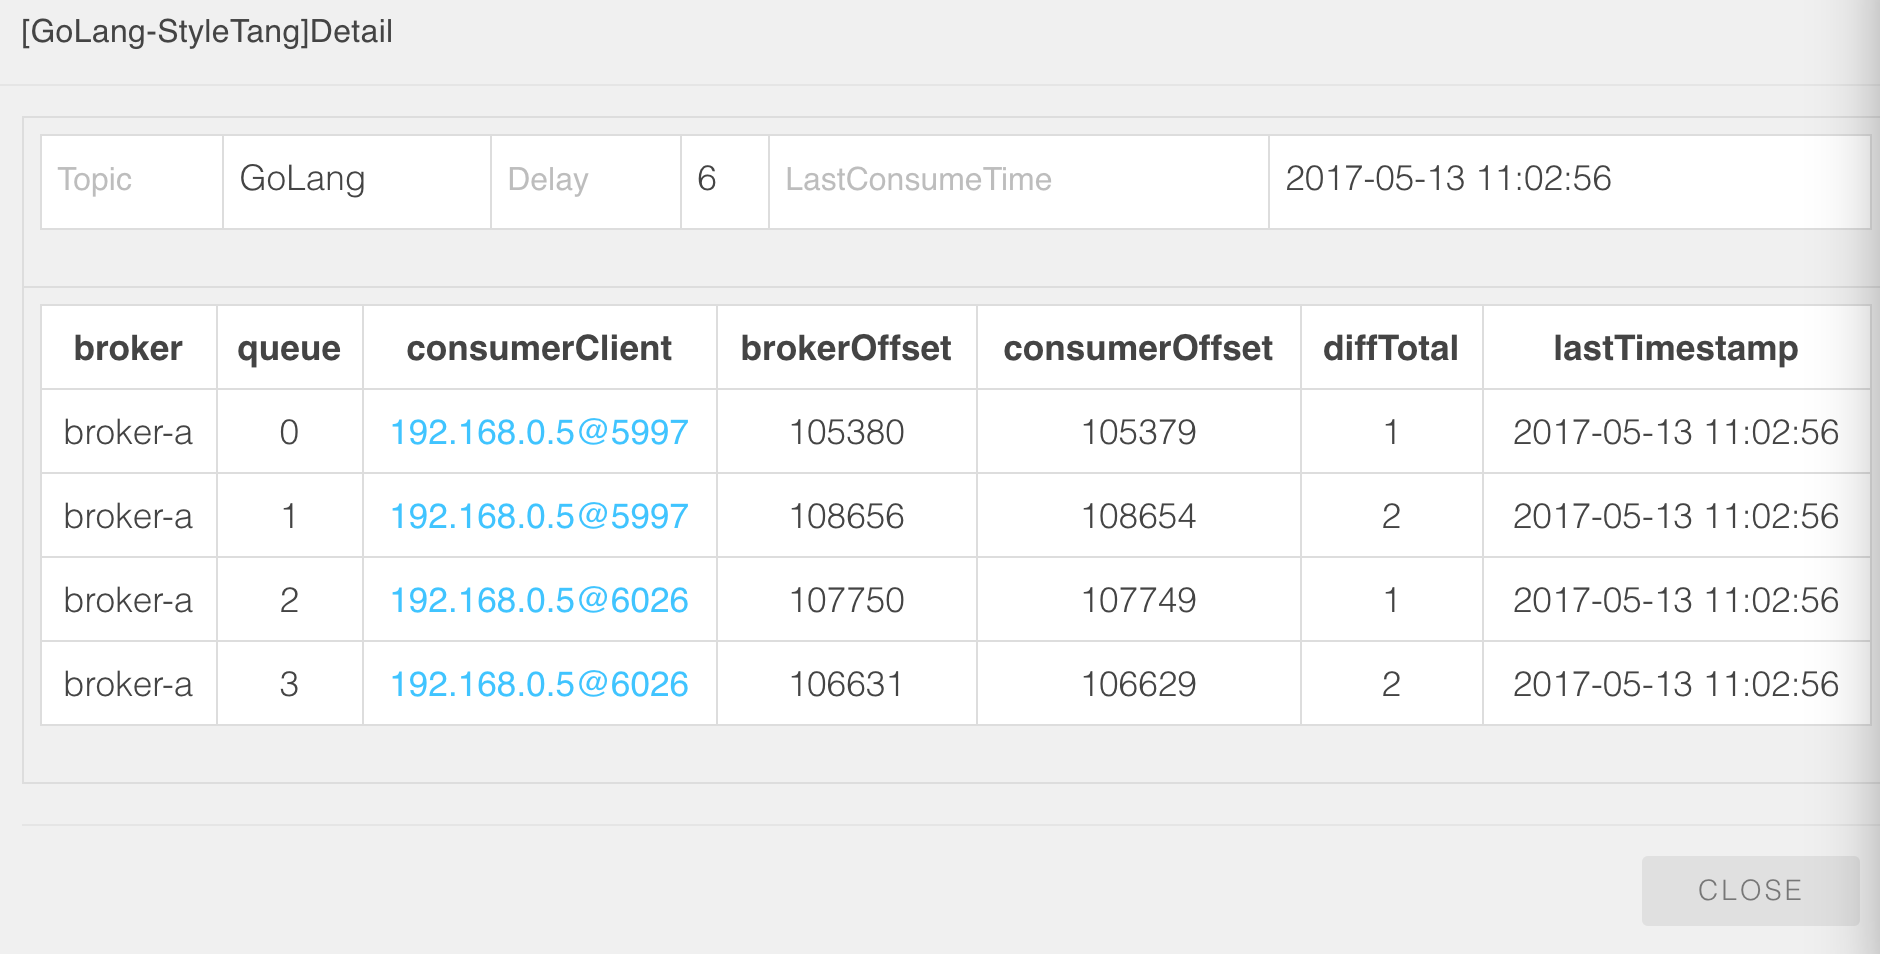 [GoLang-StyleTang]Detail
Topic GoLang Delay 6 LastConsumeTime 2017-05-13 11:02:56
broker queue consumerClient brokerOffset consumerOffset diffTotal lastTimestamp
broker-a 0 192.168.0.5@5997 105380 105379 1 2017-05-13 11:02:56
broker-a 1 192.168.0.5@5997 108656 108654 2 2017-05-13 11:02:56
broker-a 2 192.168.0.5@6026 107750 107749 1 2017-05-13 11:02:56
broker-a 3 192.168.0.5@6026 106631 106629 2 2017-05-13 11:02:56
CLOSE